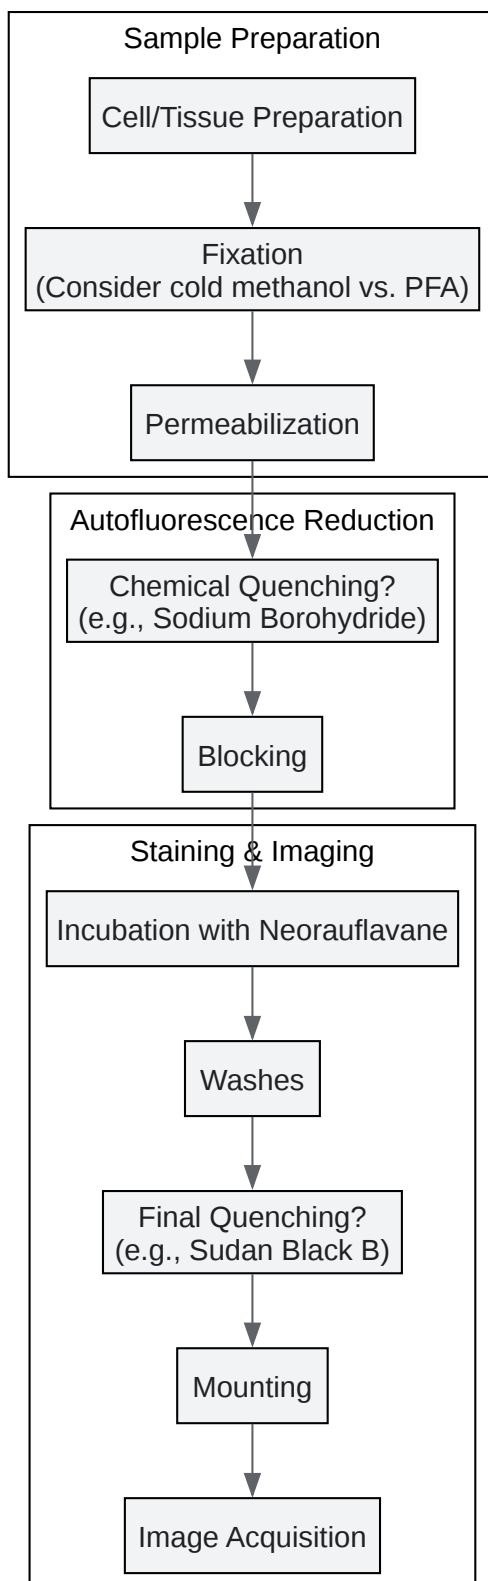 Sample Preparation
Cell/Tissue Preparation
Fixation
(Consider cold methanol vs. PFA)
Permeabilization
Autofluorescence Reduction
Chemical Quenching?
(e.g., Sodium Borohydride)
Blocking
Staining & Imaging
Incubation with Neorauflavane
Washes
Final Quenching?
(e.g., Sudan Black B)
Mounting
Image Acquisition